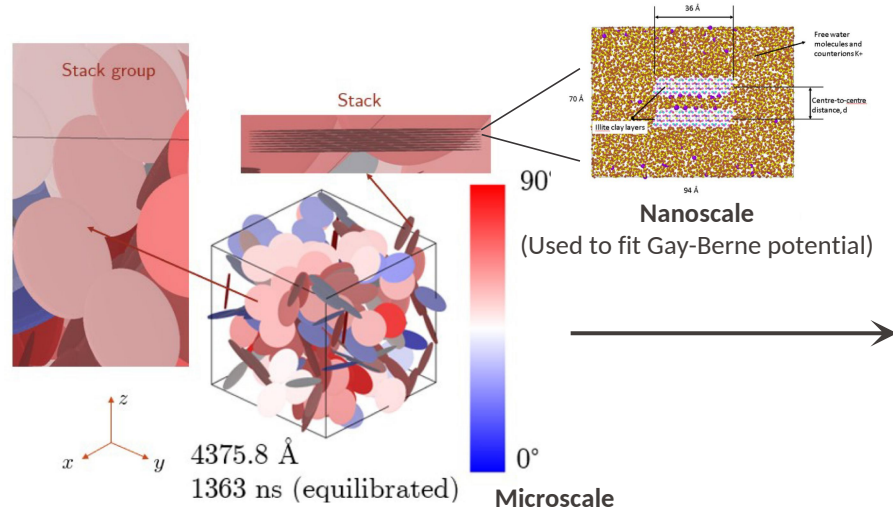 Stack group
Stack
36 Å
Free water
molecules and
counterions K+
70 Å
Centre-to-centre
distance, d
Illite clay layers
94 Å
Nanoscale
(Used to fit Gay-Berne potential)
90°
0°
z
x
y
4375.8 Å
1363 ns (equilibrated)
Microscale